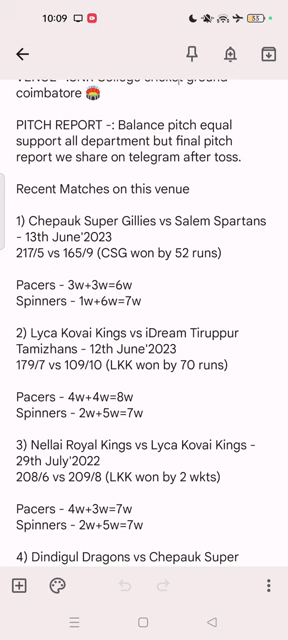 10:09
33
coimbatore
PITCH REPORT -: Balance pitch equal
support all department but final pitch
report we share on telegram after toss.
Recent Matches on this venue
1) Chepauk Super Gillies vs Salem Spartans
- 13th June'2023
217/5 vs 165/9 (CSG won by 52 runs)
Pacers - 3w+3w=6w
Spinners - 1w+6w=7w
2) Lyca Kovai Kings vs iDream Tiruppur
Tamizhans - 12th June'2023
179/7 vs 109/10 (LKK won by 70 runs)
Pacers - 4w+4w=8w
Spinners - 2w+5w=7w
3) Nellai Royal Kings vs Lyca Kovai Kings -
29th July'2022
208/6 vs 209/8 (LKK won by 2 wkts)
Pacers - 4w+3w=7w
Spinners - 2w+5w=7w
4) Dindigul Dragons vs Chepauk Super